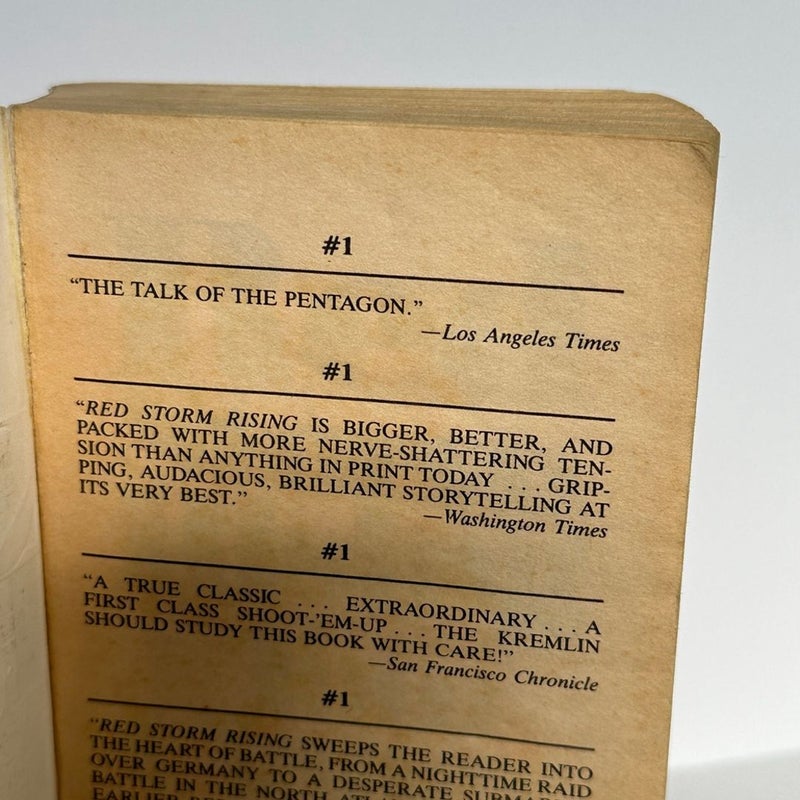 #1
“THE TALK OF THE PENTAGON.”
—Los Angeles Times
#1
“RED STORM RISING IS BIGGER, BETTER, AND
PACKED WITH MORE NERVE-SHATTERING TEN-
SION THAN ANYTHING IN PRINT TODAY . . . GRIP-
PING, AUDACIOUS, BRILLIANT STORYTELLING AT
ITS VERY BEST.”
—Washington Times
#1
“A TRUE CLASSIC . . . EXTRAORDINARY . . . A
FIRST CLASS SHOOT-’EM-UP . . . THE KREMLIN
SHOULD STUDY THIS BOOK WITH CARE!”
—San Francisco Chronicle
#1
“RED STORM RISING SWEEPS THE READER INTO
THE HEART OF BATTLE, FROM A NIGHTTIME RAID
OVER GERMANY TO A DESPERATE
BATTLE IN THE NORTH
EARLIER